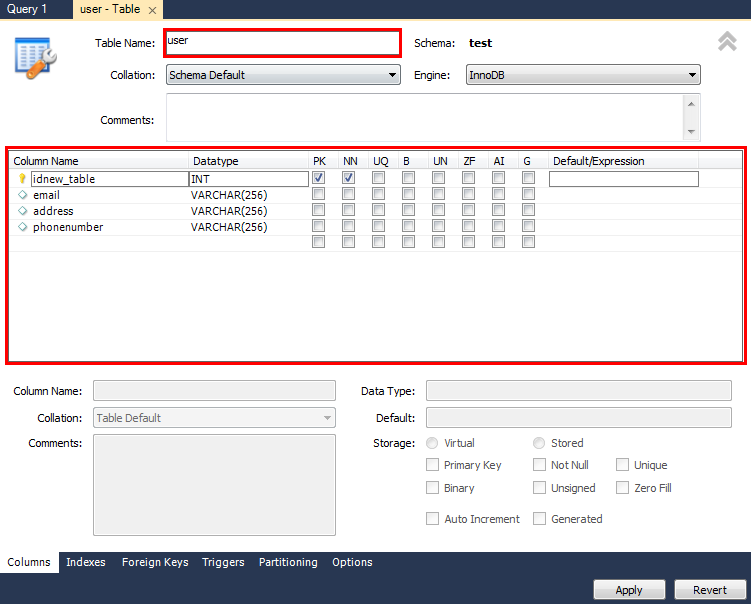 Query 1 user - Table ×
Table Name: user Schema: test
Collation: Schema Default Engine: InnoDB
Comments:
Column Name Datatype PK NN UQ B UN ZF AI G Default/Expression
idnew_table INT
email VARCHAR(256)
address VARCHAR(256)
phonenumber VARCHAR(256)
Column Name: Data Type:
Collation: Table Default Default:
Comments: Storage: Virtual Stored
Primary Key Not Null Unique
Binary Unsigned Zero Fill
Auto Increment Generated
Columns Indexes Foreign Keys Triggers Partitioning Options
Apply Revert